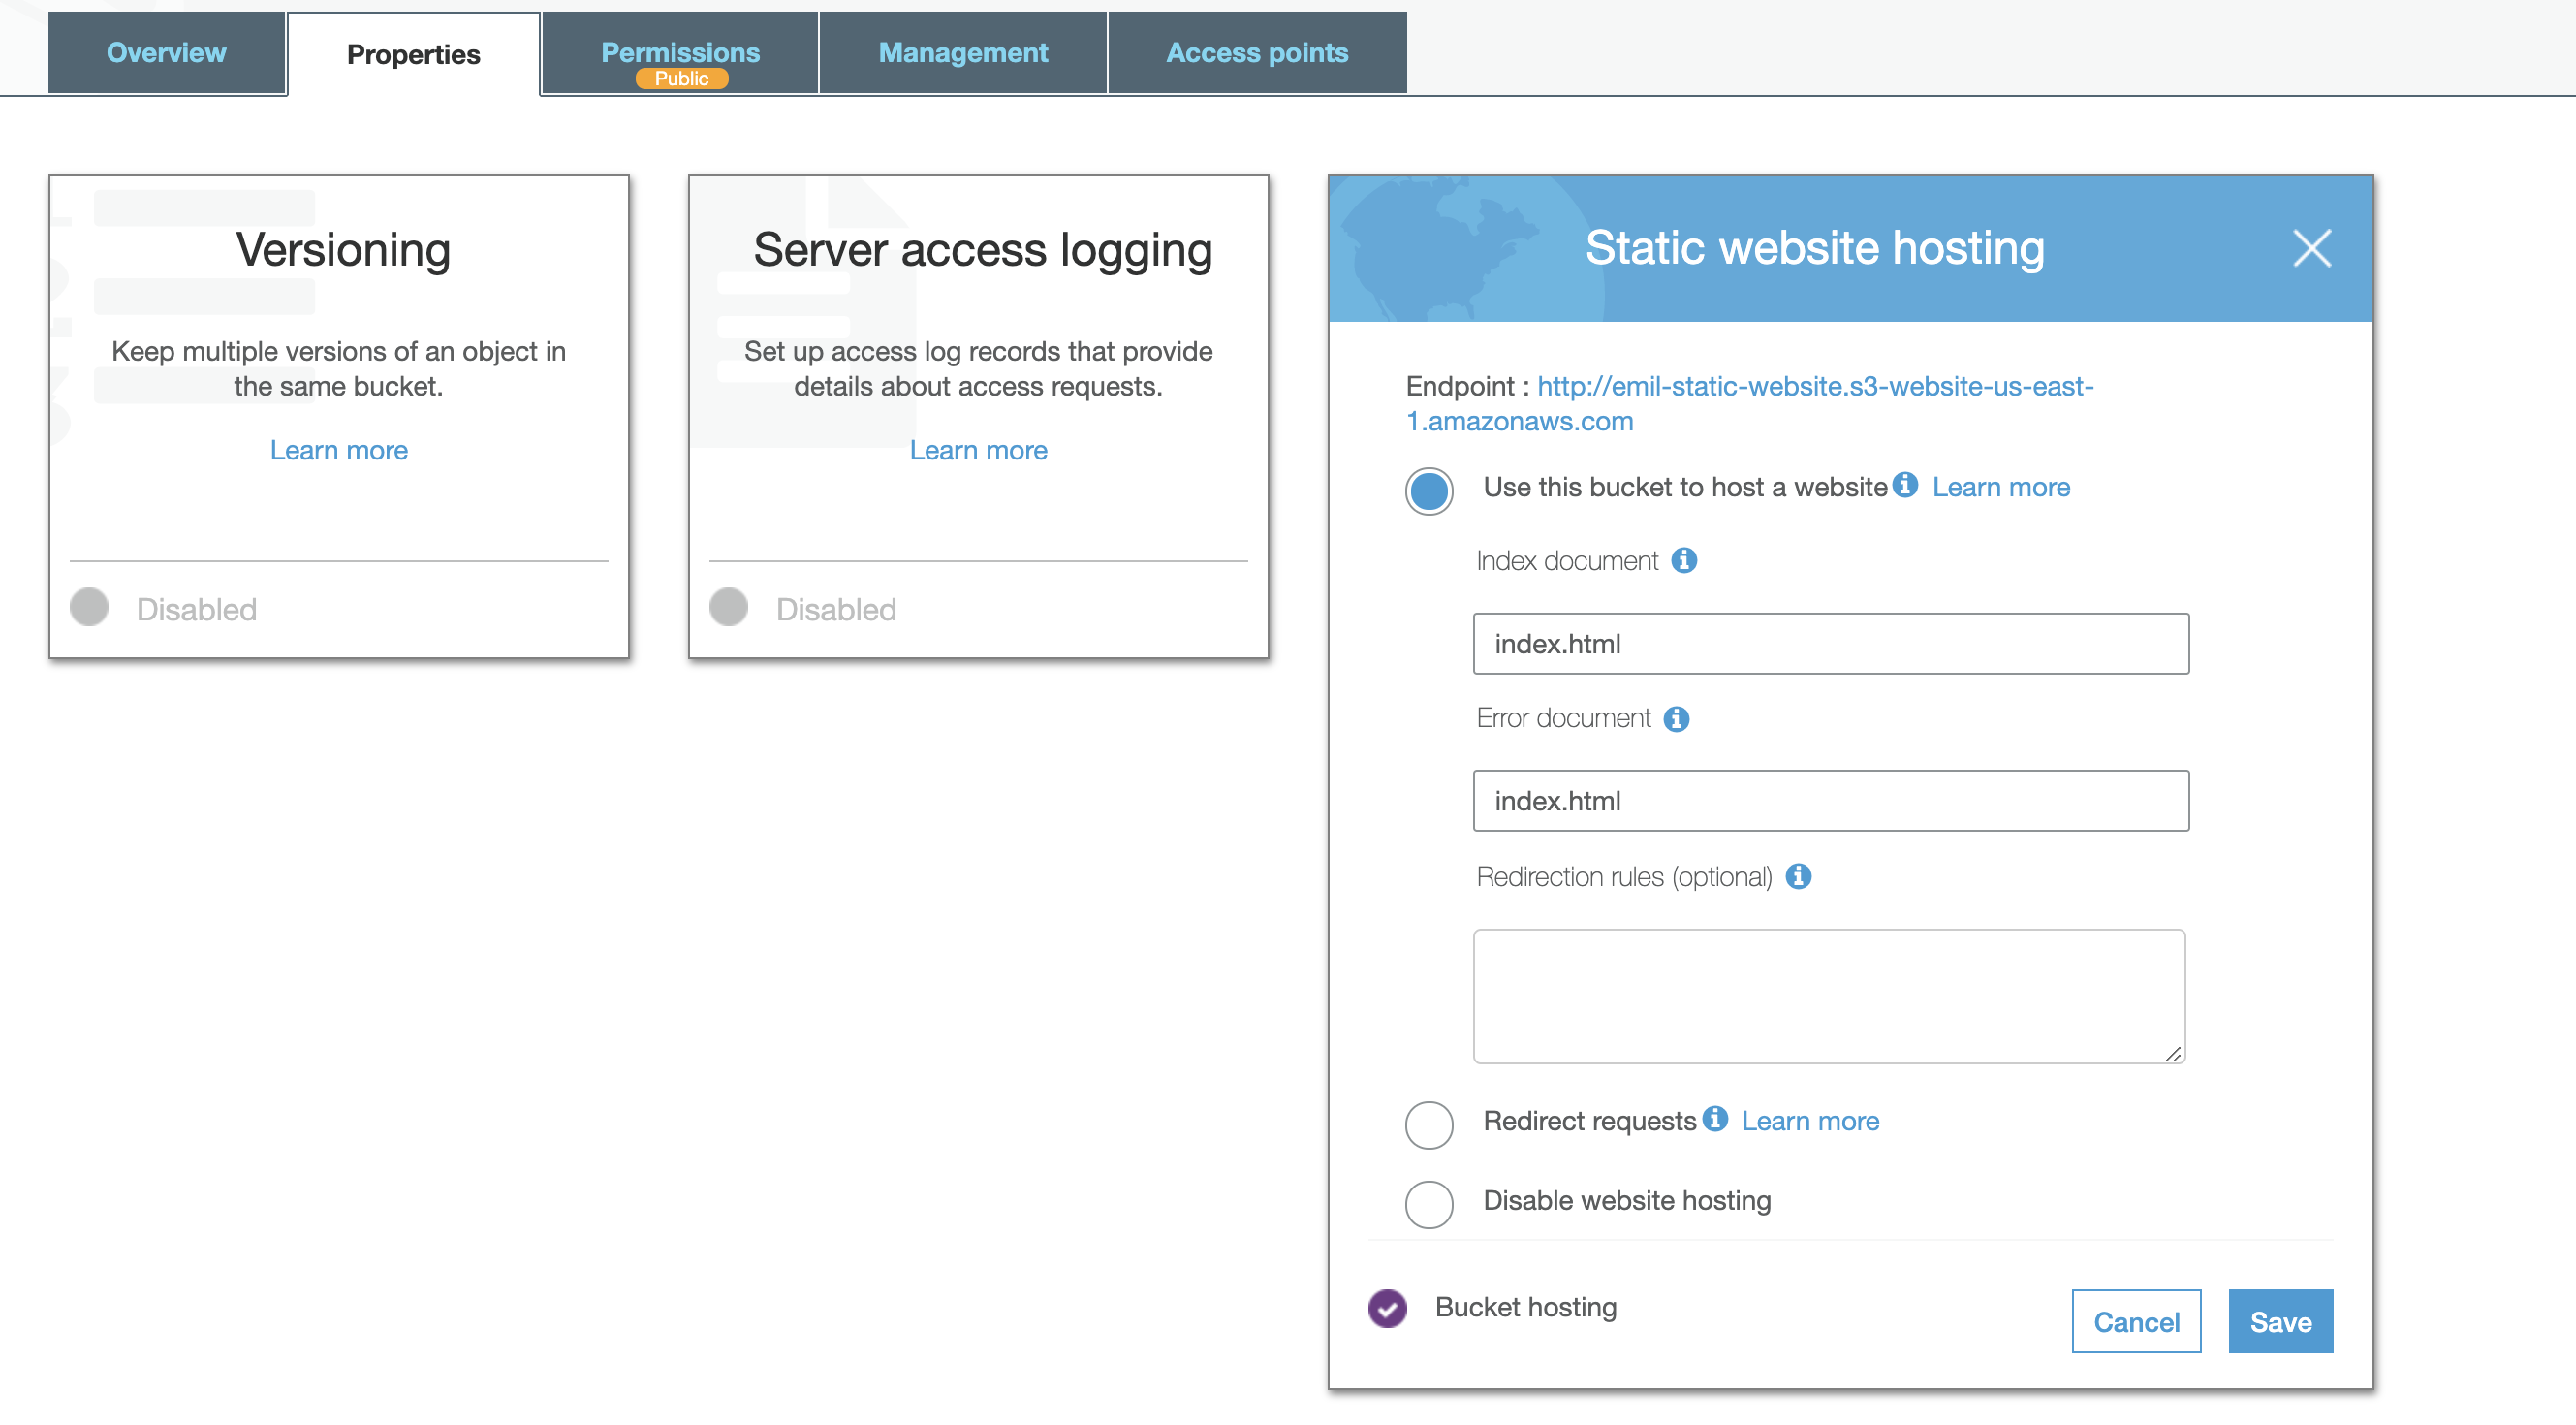 Overview
Properties
Permissions
Public
Management
Access points
Versioning
Keep multiple versions of an object in
the same bucket.
Learn more
Disabled
Server access logging
Set up access log records that provide
details about access requests.
Learn more
Disabled
Static website hosting
Endpoint : http://emil-static-website.s3-website-us-east-
1.amazonaws.com
Use this bucket to host a website Learn more
Index document
index.html
Error document
index.html
Redirection rules (optional)
Redirect requests Learn more
Disable website hosting
Bucket hosting
Cancel
Save